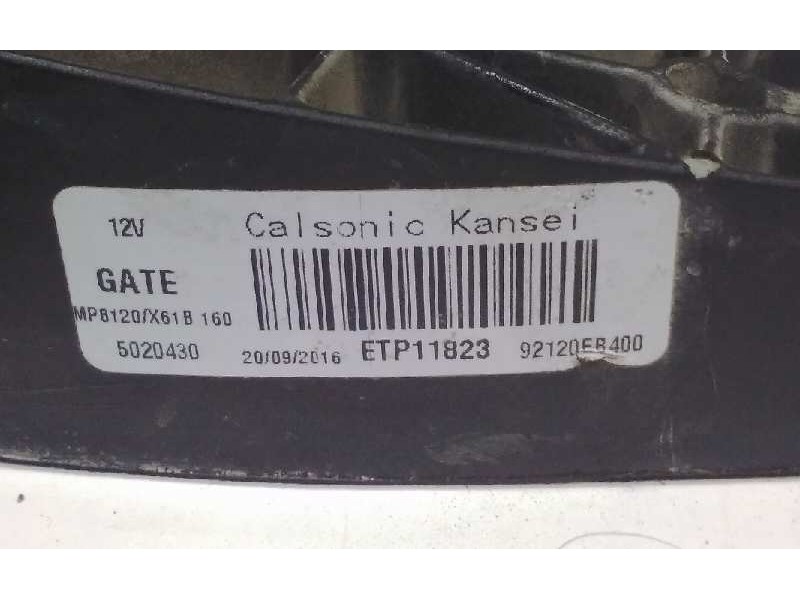 12V Calsonic Kansei
GATE
MP8120/X61B 160
5020430 20/09/2016 ETP11823 92120EB400